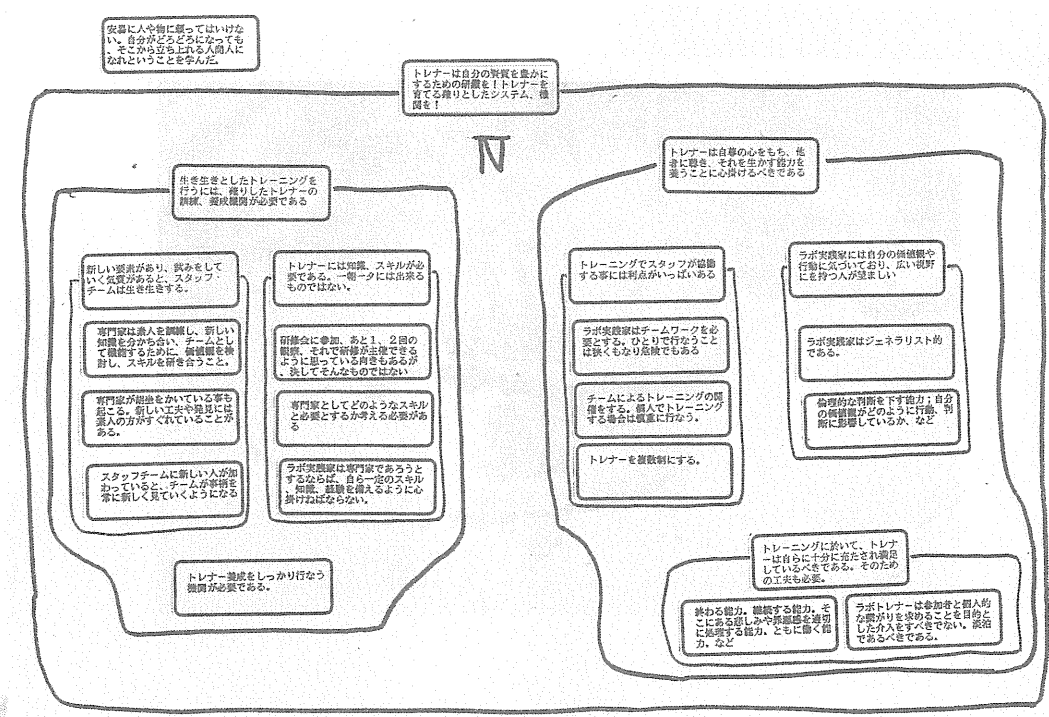 安易に人や物に頼ってはいけな
い。自分がどろどろになっても
、そこから立ち上れる人間人に
なれということを学んだ。
トレナーは自分の資質を豊かに
するための研鑽を！トレナーを
育てる確りとしたシステム、機
関を！
N
生き生きとしたトレーニングを
行うには、確りしたトレナーの
訓練、養成機関が必要である
新しい要素があり、試みをして
いく気質があると、スタッフ・
チームは生き生きする。
専門家は素人を訓練し、新しい
知識を分かち合い、チームとし
て機能するために、価値観を検
討し、スキルを研き合うこと。
専門家が胡坐をかいている事も
起こる。新しい工夫や発見には
素人の方がすぐれていることが
ある。
スタッフチームに新しい人が加
わっていると、チームが事柄を
常に新しく見ていくようになる
トレナーには知識、スキルが必
要である。一朝一夕には出来る
ものではない。
研修会に参加、あと１、２回の
観察、それで研修が主催できる
ように思っている向きもあるが
、決してそんなものではない
専門家としてどのようなスキル
と必要とするか考える必要があ
る
ラボ実践家は専門家であろうと
するならば、自ら一定のスキル
、知識、経験を備えるように心
掛けねばならない。
トレナー養成をしっかり行なう
機関が必要である。
トレナーは自尊の心をもち、他
者に聴き、それを生かす能力を
養うことに心掛けるべきである
トレーニングでスタッフが協働
する事には利点がいっぱいある
ラボ実践家はチームワークを必
要とする。ひとりで行なうこと
は狭くもなり危険でもある
チームによるトレーニングの開
催をする。個人でトレーニング
する場合は慎重に行なう。
トレナーを複数制にする。
ラボ実践家には自分の価値観や
行動に気づいており、広い視野
にを持つ人が望ましい
ラボ実践家はジェネラリスト的
である。
倫理的な判断を下す能力；自分
の価値観がどのように行動、判
断に影響しているか、など
トレーニングに於いて、トレナ
ーは自らに十分に充たされ満足
しているべきである。そのため
の工夫も必要。
終わる能力。継続する能力。そ
こにある悲しみや罪悪感を適切
に処理する能力。ともに働く能
力。など
ラボトレナーは参加者と個人的
な繋がりを求めることを目的と
した介入をすべきでない。淡泊
であるべきである。